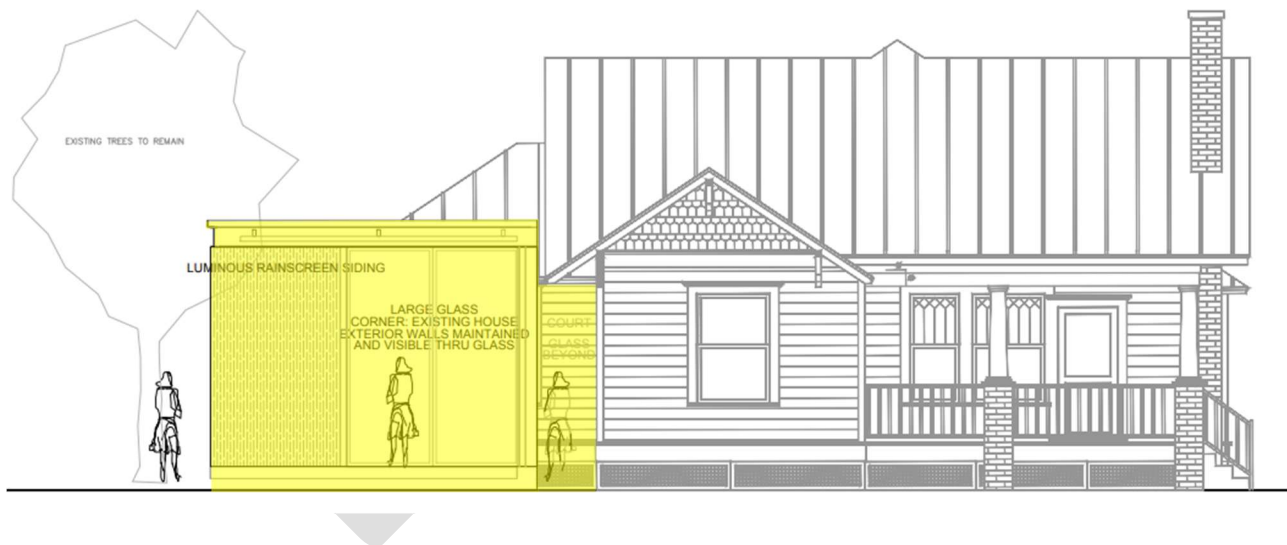 EXISTING TREES TO REMAIN
LUMINOUS RAINSCREEN SIDING
LARGE GLASS
CORNER: EXISTING HOUSE
EXTERIOR WALLS MAINTAINED
AND VISIBLE THRU GLASS
COURT
GLASS
BEYOND